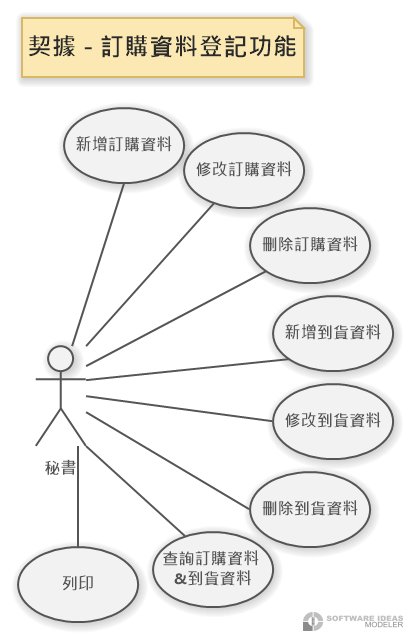 契據 - 訂購資料登記功能
新增訂購資料
修改訂購資料
刪除訂購資料
新增到貨資料
修改到貨資料
刪除到貨資料
秘書
查詢訂購資料
&到貨資料
列印
SOFTWARE IDEAS
MODELER